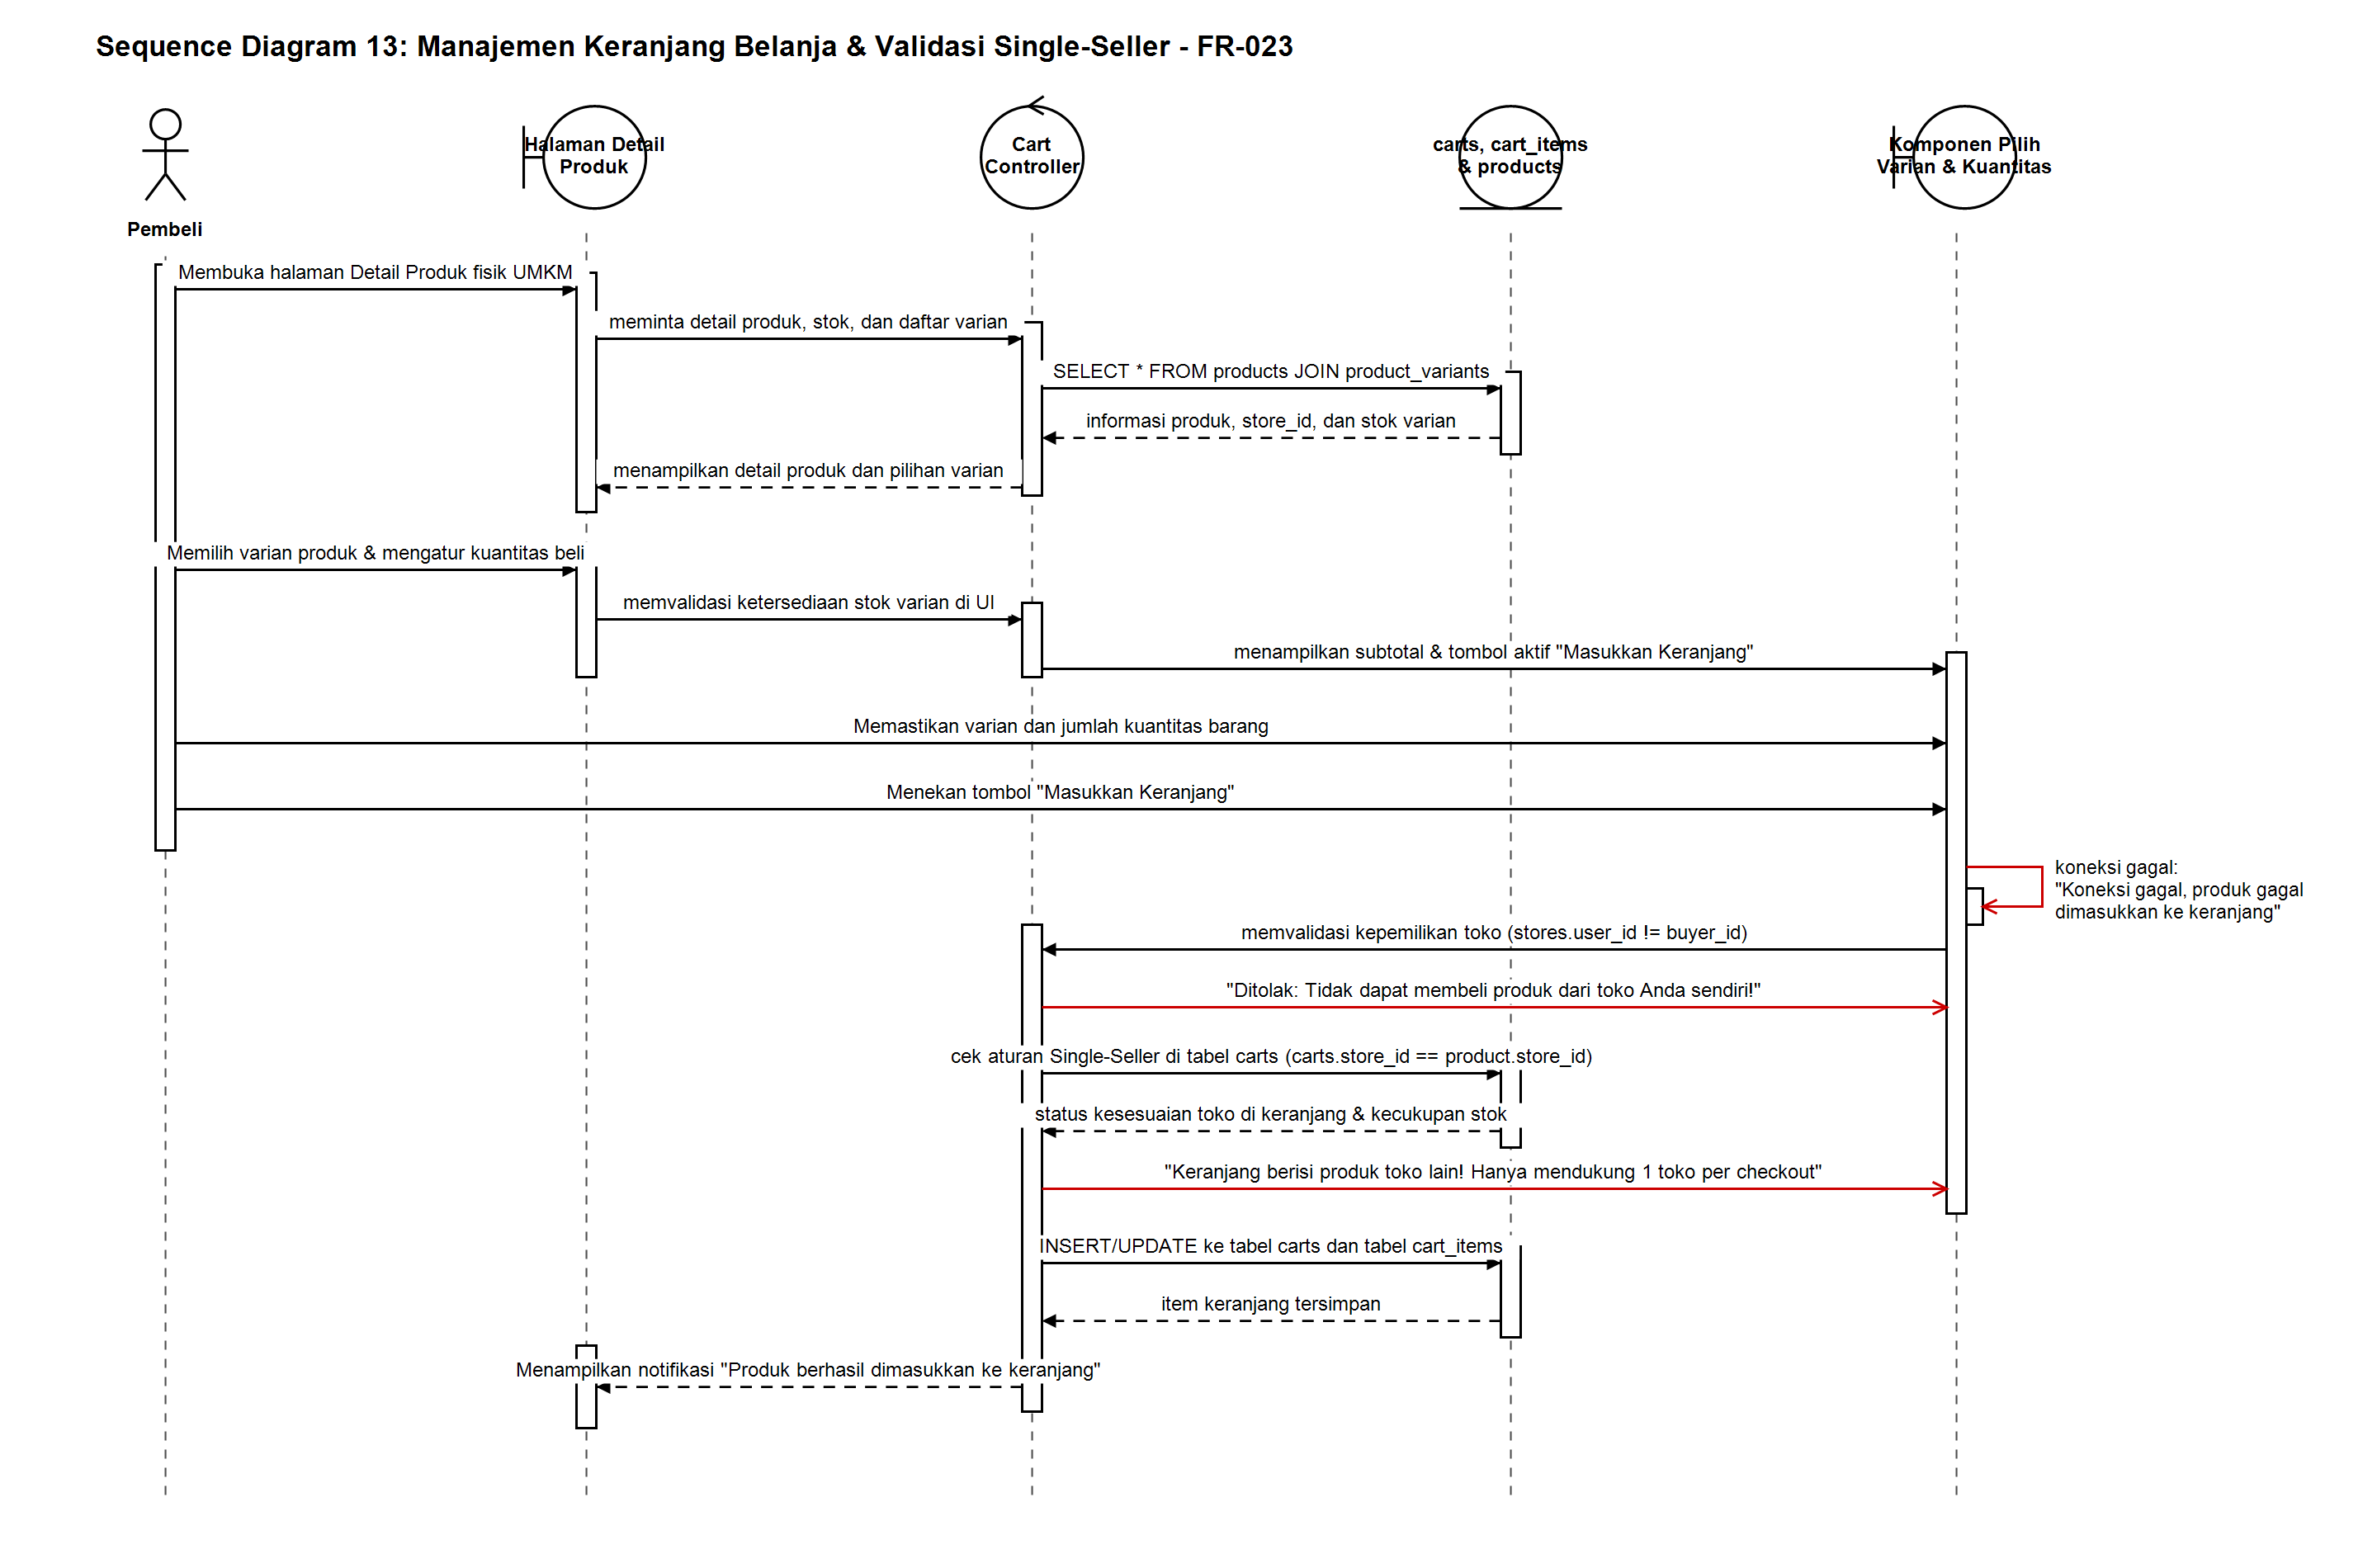 Sequence Diagram 13: Manajemen Keranjang Belanja & Validasi Single-Seller - FR-023
Pembeli
Halaman Detail
Produk
Cart
Controller
carts, cart_items
& products
Komponen Pilih
Varian & Kuantitas
Membuka halaman Detail Produk fisik UMKM
meminta detail produk, stok, dan daftar varian
SELECT * FROM products JOIN product_variants
informasi produk, store_id, dan stok varian
menampilkan detail produk dan pilihan varian
Memilih varian produk & mengatur kuantitas beli
memvalidasi ketersediaan stok varian di UI
menampilkan subtotal & tombol aktif "Masukkan Keranjang"
Memastikan varian dan jumlah kuantitas barang
Menekan tombol "Masukkan Keranjang"
koneksi gagal:
"Koneksi gagal, produk gagal
dimasukkan ke keranjang"
memvalidasi kepemilikan toko (stores.user_id != buyer_id)
"Ditolak: Tidak dapat membeli produk dari toko Anda sendiri!"
cek aturan Single-Seller di tabel carts (carts.store_id == product.store_id)
status kesesuaian toko di keranjang & kecukupan stok
"Keranjang berisi produk toko lain! Hanya mendukung 1 toko per checkout"
INSERT/UPDATE ke tabel carts dan tabel cart_items
item keranjang tersimpan
Menampilkan notifikasi "Produk berhasil dimasukkan ke keranjang"